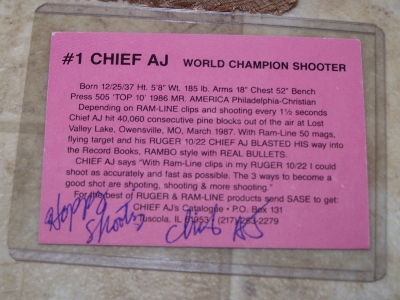 #1 CHIEF AJ WORLD CHAMPION SHOOTER
Born 12/25/37 Ht. 5'8" Wt. 185 lb. Arms 18" Chest 52" Bench
Press 505 'TOP 10' 1986 MR. AMERICA Philadelphia-Christian
Depending on RAM-LINE clips and shooting every 1½ seconds
Chief AJ hit 40,060 consecutive pine blocks out of the air at Lost
Valley Lake, Owensville, MO, March 1987. With Ram-Line 50 mags,
flying target and his RUGER 10/22 CHIEF AJ BLASTED HIS way into
the Record Books, RAMBO style with REAL BULLETS.
CHIEF AJ says "With Ram-Line clips in my RUGER 10/22 I could
shoot as accurately and fast as possible. The 3 ways to become a
good shot are shooting, shooting & more shooting."
For the best of RUGER & RAM-LINE products send SASE to get:
CHIEF AJ's Catalogue • P.O. Box 131
Tuscola, IL 61953 (217) 253-2279
Happy
Shooting
Chief AJ